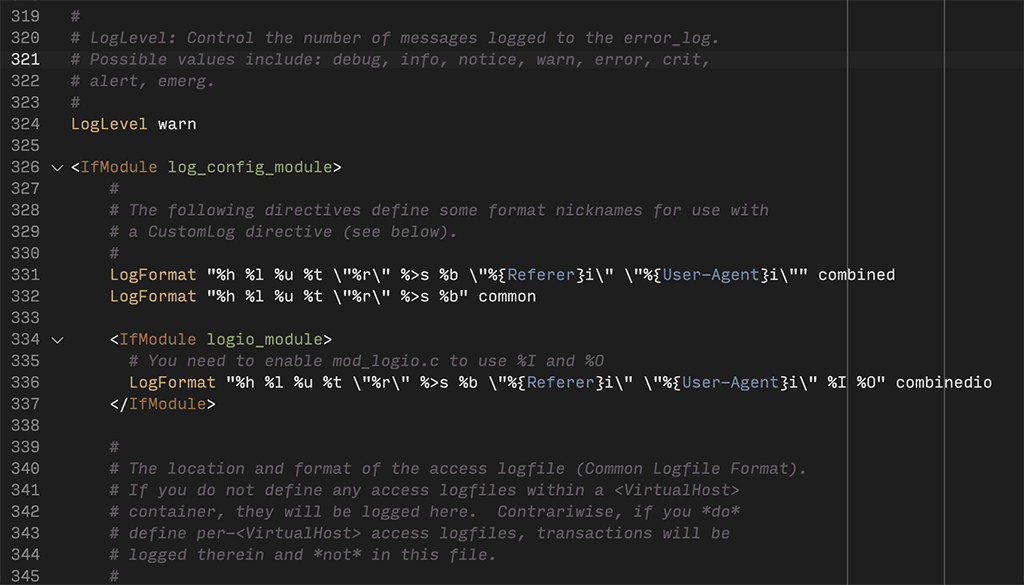 319 #
320 # LogLevel: Control the number of messages logged to the error_log.
321 # Possible values include: debug, info, notice, warn, error, crit,
322 # alert, emerg.
323 #
324 LogLevel warn
325
326 <IfModule log_config_module>
327 #
328 # The following directives define some format nicknames for use with
329 # a CustomLog directive (see below).
330 #
331 LogFormat "%h %l %u %t \"%r\" %>s %b \"%{Referer}i\" \"%{User-Agent}i\"" combined
332 LogFormat "%h %l %u %t \"%r\" %>s %b" common
333
334 <IfModule logio_module>
335 # You need to enable mod_logio.c to use %I and %O
336 LogFormat "%h %l %u %t \"%r\" %>s %b \"%{Referer}i\" \"%{User-Agent}i\" %I %O" combinedio
337 </IfModule>
338
339 #
340 # The location and format of the access logfile (Common Logfile Format).
341 # If you do not define any access logfiles within a <VirtualHost>
342 # container, they will be logged here.  Contrariwise, if you *do*
343 # define per-<VirtualHost> access logfiles, transactions will be
344 # logged therein and *not* in this file.
345 #